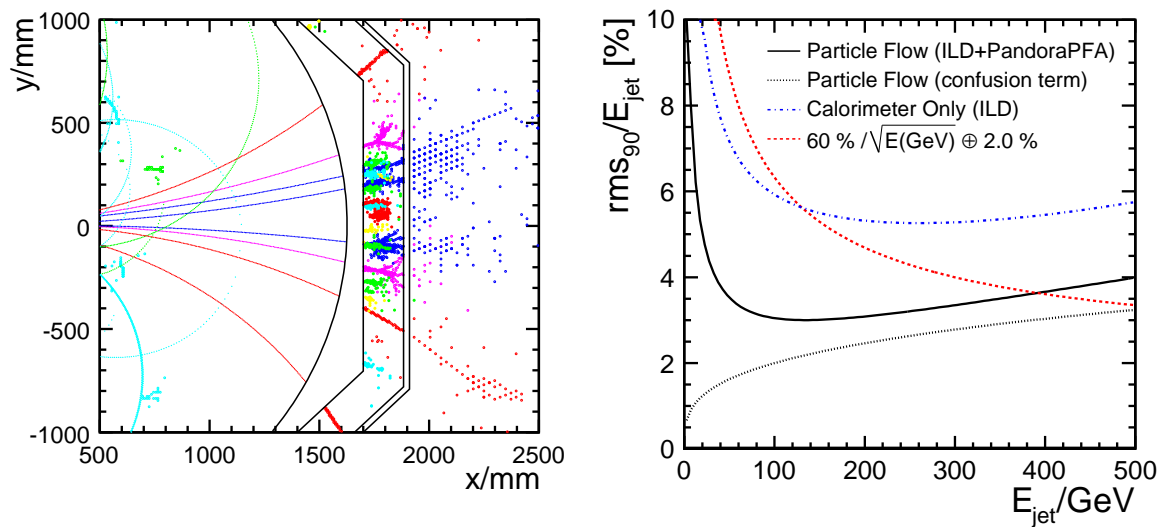 y/mm
1000
500
0
-500
-1000
500 1000 1500 2000 2500
x/mm
rms90/Ejet [%]
10
8
6
4
2
0
Particle Flow (ILD+PandoraPFA)
Particle Flow (confusion term)
Calorimeter Only (ILD)
60 % /√E(GeV) ⊕ 2.0 %
0 100 200 300 400 500
Ejet/GeV